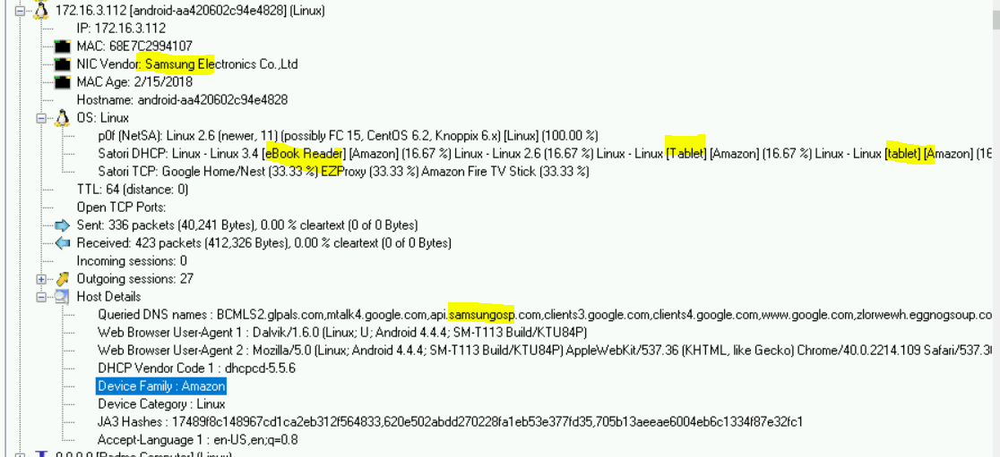 172.16.3.112 [android-aa420602c94e4828] (Linux)
IP: 172.16.3.112
MAC: 68E7C2994107
NIC Vendor: Samsung Electronics Co.,Ltd
MAC Age: 2/15/2018
Hostname: android-aa420602c94e4828
OS: Linux
p0f (NetSA): Linux 2.6 (newer, 11) (possibly FC 15, CentOS 6.2, Knoppix 6.x) [Linux] (100.00 %)
Satori DHCP: Linux - Linux 3.4 [eBook Reader] [Amazon] (16.67 %) Linux - Linux 2.6 (16.67 %) Linux - Linux [Tablet] [Amazon] (16.67 %) Linux - Linux [tablet] [Amazon] (16
Satori TCP: Google Home/Nest (33.33 %) EZProxy (33.33 %) Amazon Fire TV Stick (33.33 %)
TTL: 64 (distance: 0)
Open TCP Ports:
Sent: 336 packets (40,241 Bytes), 0.00 % cleartext (0 of 0 Bytes)
Received: 423 packets (412,326 Bytes), 0.00 % cleartext (0 of 0 Bytes)
Incoming sessions: 0
Outgoing sessions: 27
Host Details
Queried DNS names : BCMLS2.glpals.com,mtalk4.google.com,api.samsungosp.com,clients3.google.com,clients4.google.com,www.google.com,zlorwewh.eggnogsoup.co
Web Browser User-Agent 1 : Dalvik/1.6.0 (Linux; U; Android 4.4.4; SM-T113 Build/KTU84P)
Web Browser User-Agent 2 : Mozilla/5.0 (Linux; Android 4.4.4; SM-T113 Build/KTU84P) AppleWebKit/537.36 (KHTML, like Gecko) Chrome/40.0.2214.109 Safari/537.3
DHCP Vendor Code 1 : dhcpcd-5.5.6
Device Family : Amazon
Device Category : Linux
JA3 Hashes : 17489f8c148967cd1ca2eb312f564833,620e502abdd270228fa1eb53e377fd35,705b13aeeae6004eb6c1334f87e32fc1
Accept-Language 1 : en-US,en;q=0.8